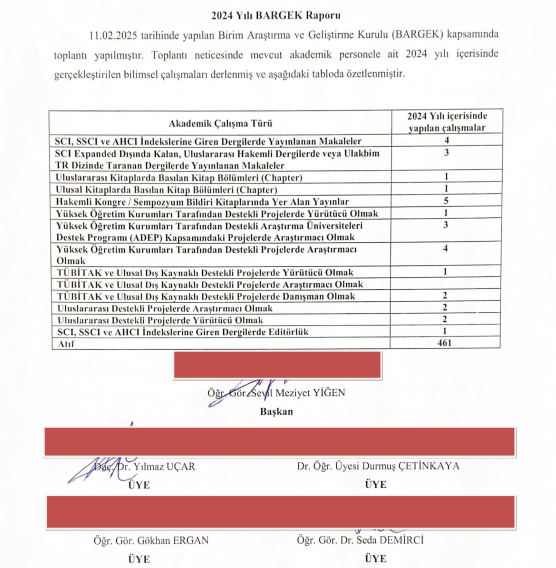 2024 Yılı BARGEK Raporu
11.02.2025 tarihinde yapılan Birim Araştırma ve Geliştirme Kurulu (BARGEK) kapsamında
toplantı yapılmıştır. Toplantı neticesinde mevcut akademik personele ait 2024 yılı içerisinde
gerçekleştirilen bilimsel çalışmaları derlenmiş ve aşağıdaki tabloda özetlenmiştir.
Akademik Çalışma Türü
2024 Yılı içerisinde
yapılan çalışmalar
SCI, SSCI ve AHCI İndekslerine Giren Dergilerde Yayınlanan Makaleler 4
SCI Expanded Dışında Kalan, Uluslararası Hakemli Dergilerde veya Ulakbim 3
TR Dizinde Taranan Dergilerde Yayınlanan Makaleler
Uluslararası Kitaplarda Basılan Kitap Bölümleri (Chapter) 1
Ulusal Kitaplarda Basılan Kitap Bölümleri (Chapter) 1
Hakemli Kongre / Sempozyum Bildiri Kitaplarında Yer Alan Yayınlar 5
Yüksek Öğretim Kurumları Tarafından Destekli Projelerde Yürütücü Olmak 1
Yüksek Öğretim Kurumları Tarafından Destekli Araştırma Üniversiteleri 3
Destek Programı (ADEP) Kapsamındaki Projelerde Araştırmacı Olmak
Yüksek Öğretim Kurumları Tarafından Destekli Projelerde Araştırmacı 4
Olmak
TÜBİTAK ve Ulusal Dış Kaynaklı Destekli Projelerde Yürütücü Olmak 1
TÜBİTAK ve Ulusal Dış Kaynaklı Destekli Projelerde Araştırmacı Olmak
TÜBİTAK ve Ulusal Dış Kaynaklı Destekli Projelerde Danışman Olmak 2
Uluslararası Destekli Projelerde Araştırmacı Olmak 2
Uluslararası Destekli Projelerde Yürütücü Olmak 2
SCI, SSCI ve AHCI İndekslerine Giren Dergilerde Editörlük 1
Atıf 461
Öğr. Gör. Sevil Meziyet YİĞEN
Başkan
Doç. Dr. Yılmaz UÇAR Dr. Öğr. Üyesi Durmuş ÇETİNKAYA
ÜYE ÜYE
Öğr. Gör. Gökhan ERGAN Öğr. Gör. Dr. Seda DEMİRCİ
ÜYE ÜYE